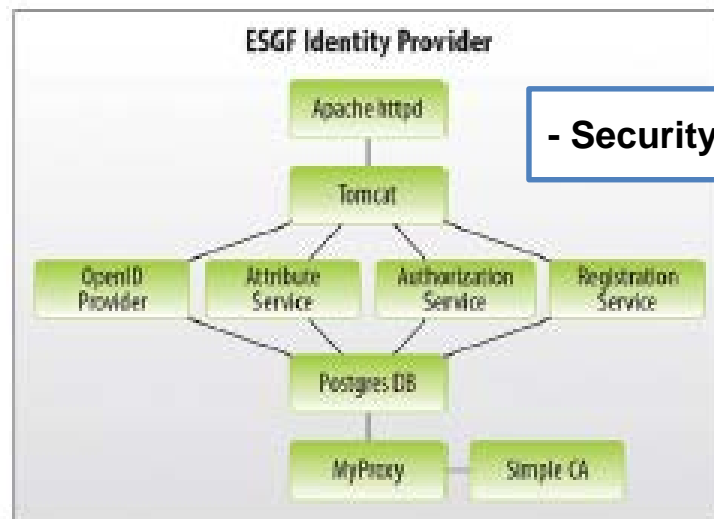 ESGF Identity Provider
Apache httpd
- Security
Tomcat
OpenID
Provider
Attribute
Service
Authorization
Service
Registration
Service
Postgres DB
MyProxy
Simple CA